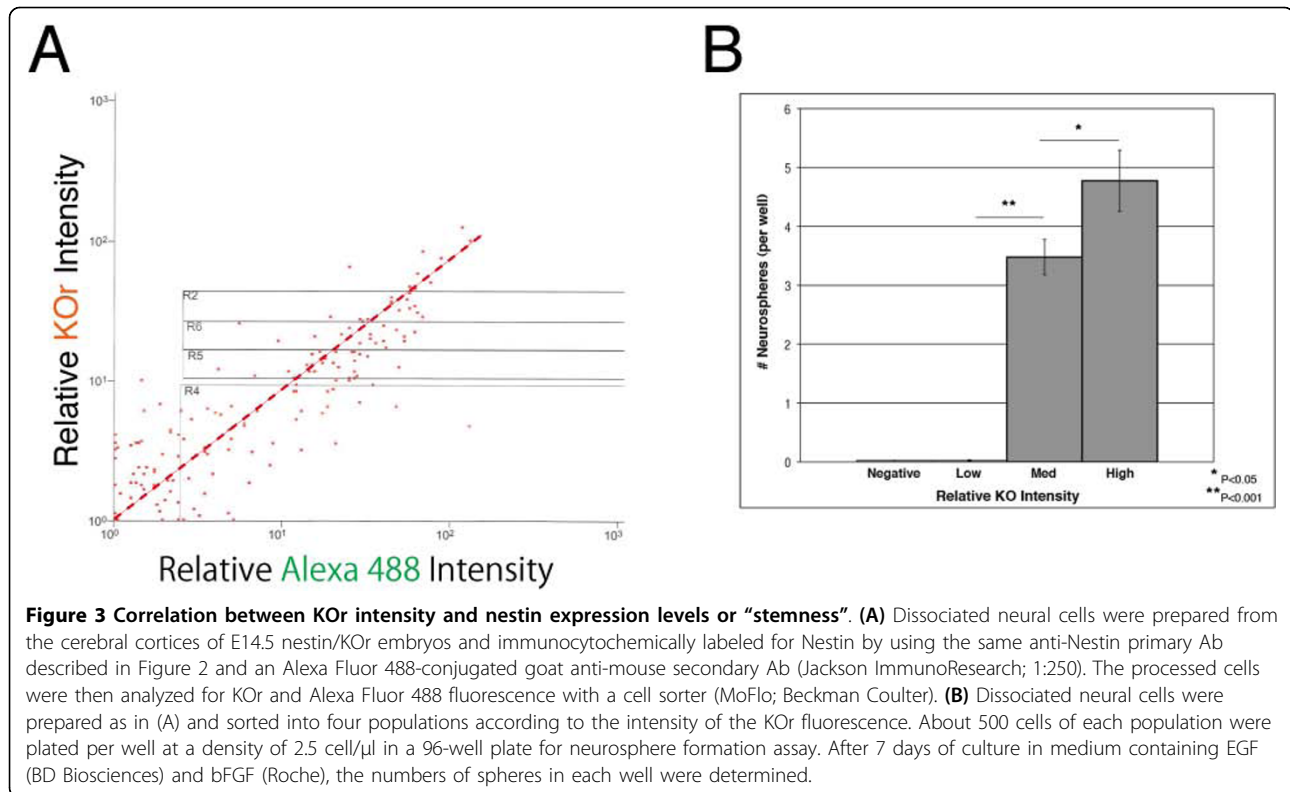 A
B
10³
10²
10¹
10⁰
Relative KOr Intensity
R2
R6
R5
R4
10⁰
10¹
10²
10³
Relative Alexa 488 Intensity
6
5
4
3
2
1
0
# Neurospheres (per well)
*
**
Negative
Low
Med
High
Relative KO Intensity
* P<0.05
** P<0.001
Figure 3 Correlation between KOr intensity and nestin expression levels or “stemness”. (A) Dissociated neural cells were prepared from
the cerebral cortices of E14.5 nestin/KOr embryos and immunocytochemically labeled for Nestin by using the same anti-Nestin primary Ab
described in Figure 2 and an Alexa Fluor 488-conjugated goat anti-mouse secondary Ab (Jackson ImmunoResearch; 1:250). The processed cells
were then analyzed for KOr and Alexa Fluor 488 fluorescence with a cell sorter (MoFlo; Beckman Coulter). (B) Dissociated neural cells were
prepared as in (A) and sorted into four populations according to the intensity of the KOr fluorescence. About 500 cells of each population were
plated per well at a density of 2.5 cell/μl in a 96-well plate for neurosphere formation assay. After 7 days of culture in medium containing EGF
(BD Biosciences) and bFGF (Roche), the numbers of spheres in each well were determined.